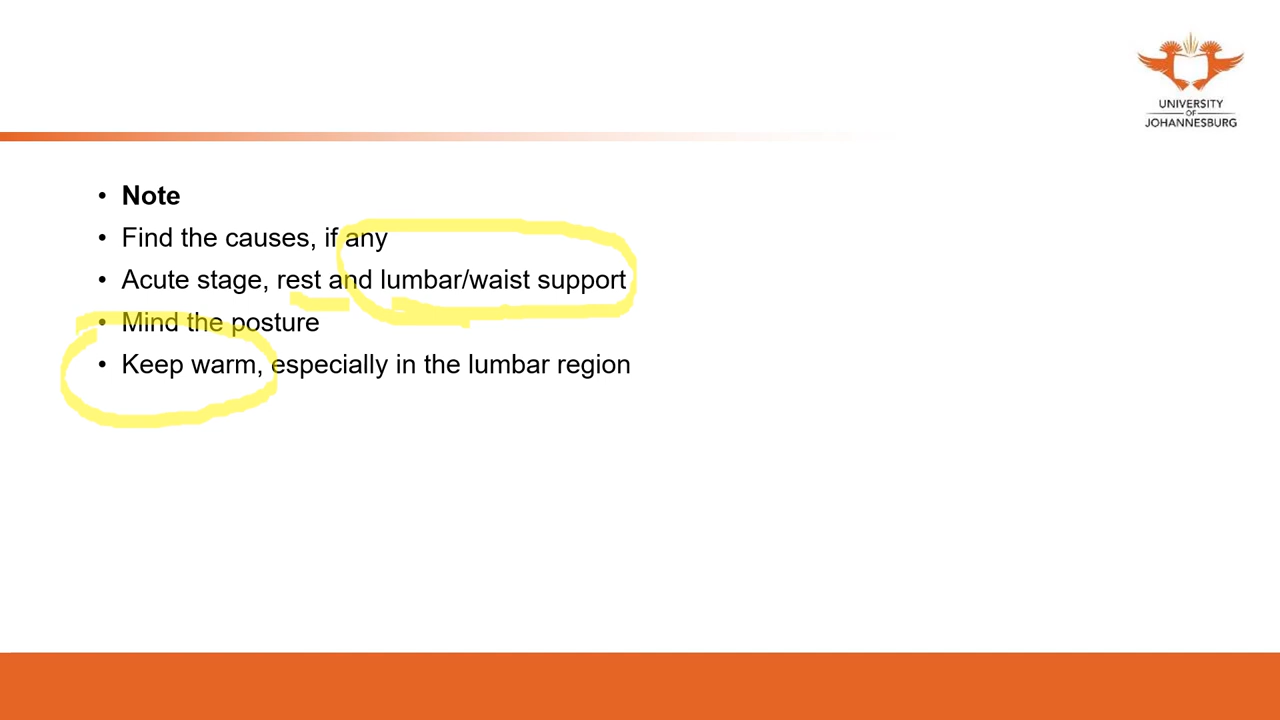 UNIVERSITY
OF
JOHANNESBURG
• Note
• Find the causes, if any
• Acute stage, rest and lumbar/waist support
• Mind the posture
• Keep warm, especially in the lumbar region